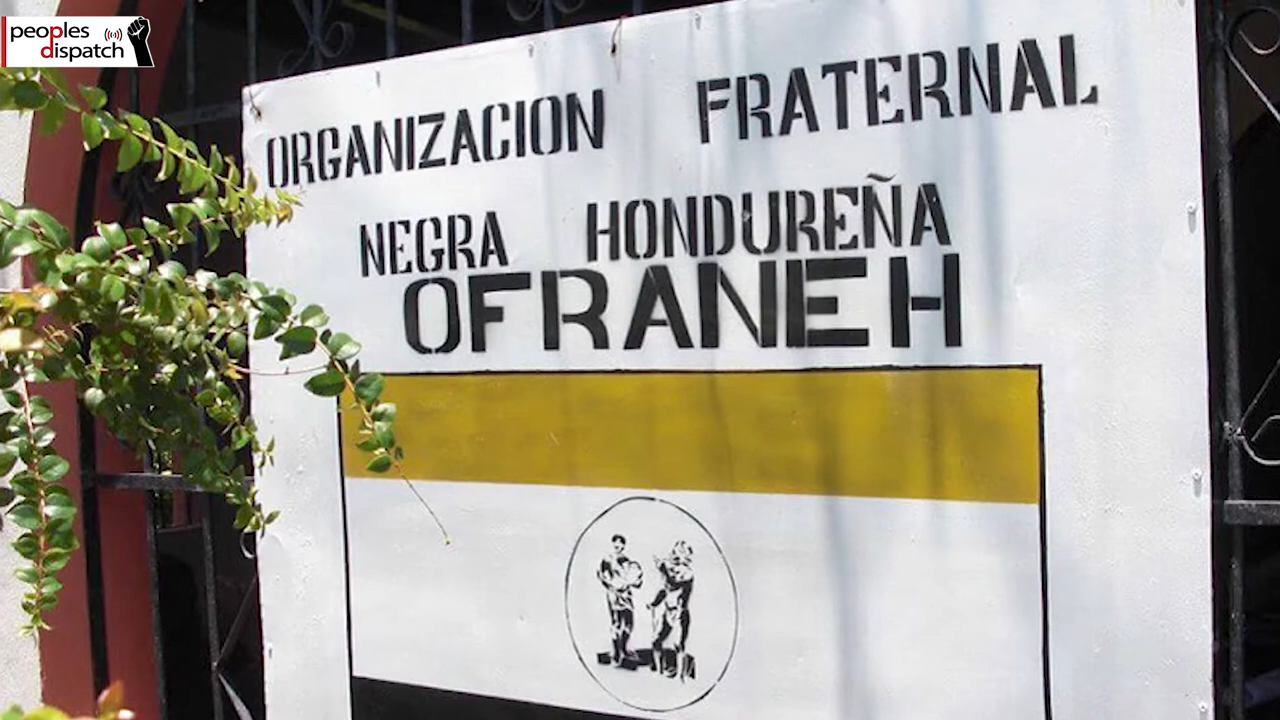 peoples
dispatch
ORGANIZACION FRATERNAL
NEGRA HONDUREÑA
OFRANEH